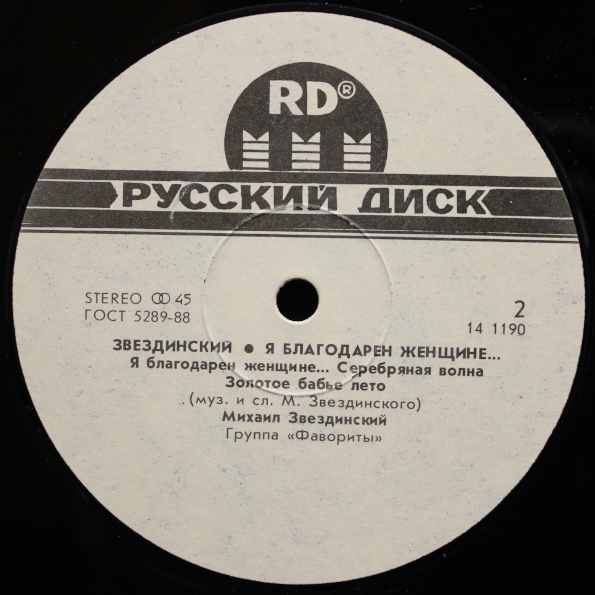 RD®
РУССКИЙ ДИСК
STEREO Ꝏ 45
ГОСТ 5289-88
2
14 1190
ЗВЕЗДИНСКИЙ ● Я БЛАГОДАРЕН ЖЕНЩИНЕ...
Я благодарен женщине... Серебряная волна
Золотое бабье лето
(муз. и сл. М. Звездинского)
Михаил Звездинский
Группа «Фавориты»